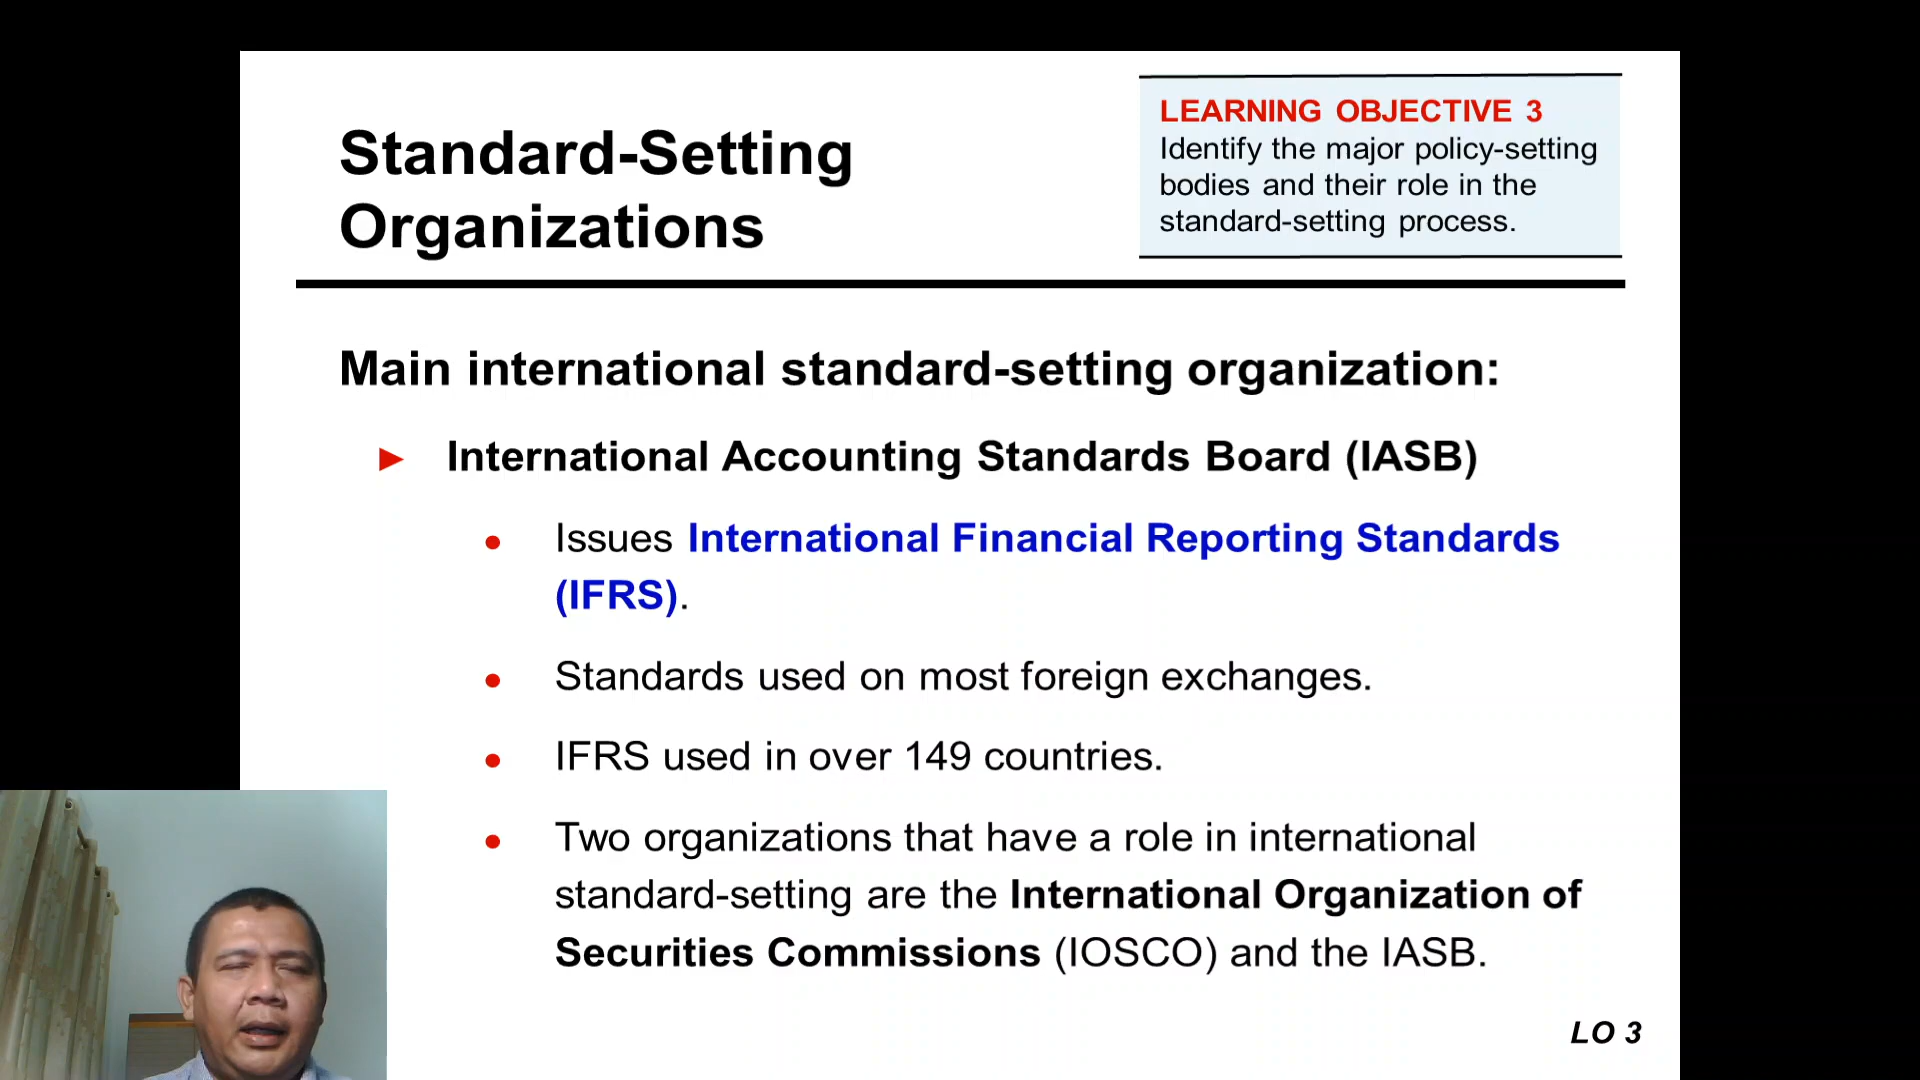 Standard-Setting
Organizations
LEARNING OBJECTIVE 3
Identify the major policy-setting
bodies and their role in the
standard-setting process.
Main international standard-setting organization:
► International Accounting Standards Board (IASB)
● Issues International Financial Reporting Standards
(IFRS).
● Standards used on most foreign exchanges.
● IFRS used in over 149 countries.
● Two organizations that have a role in international
standard-setting are the International Organization of
Securities Commissions (IOSCO) and the IASB.
LO 3